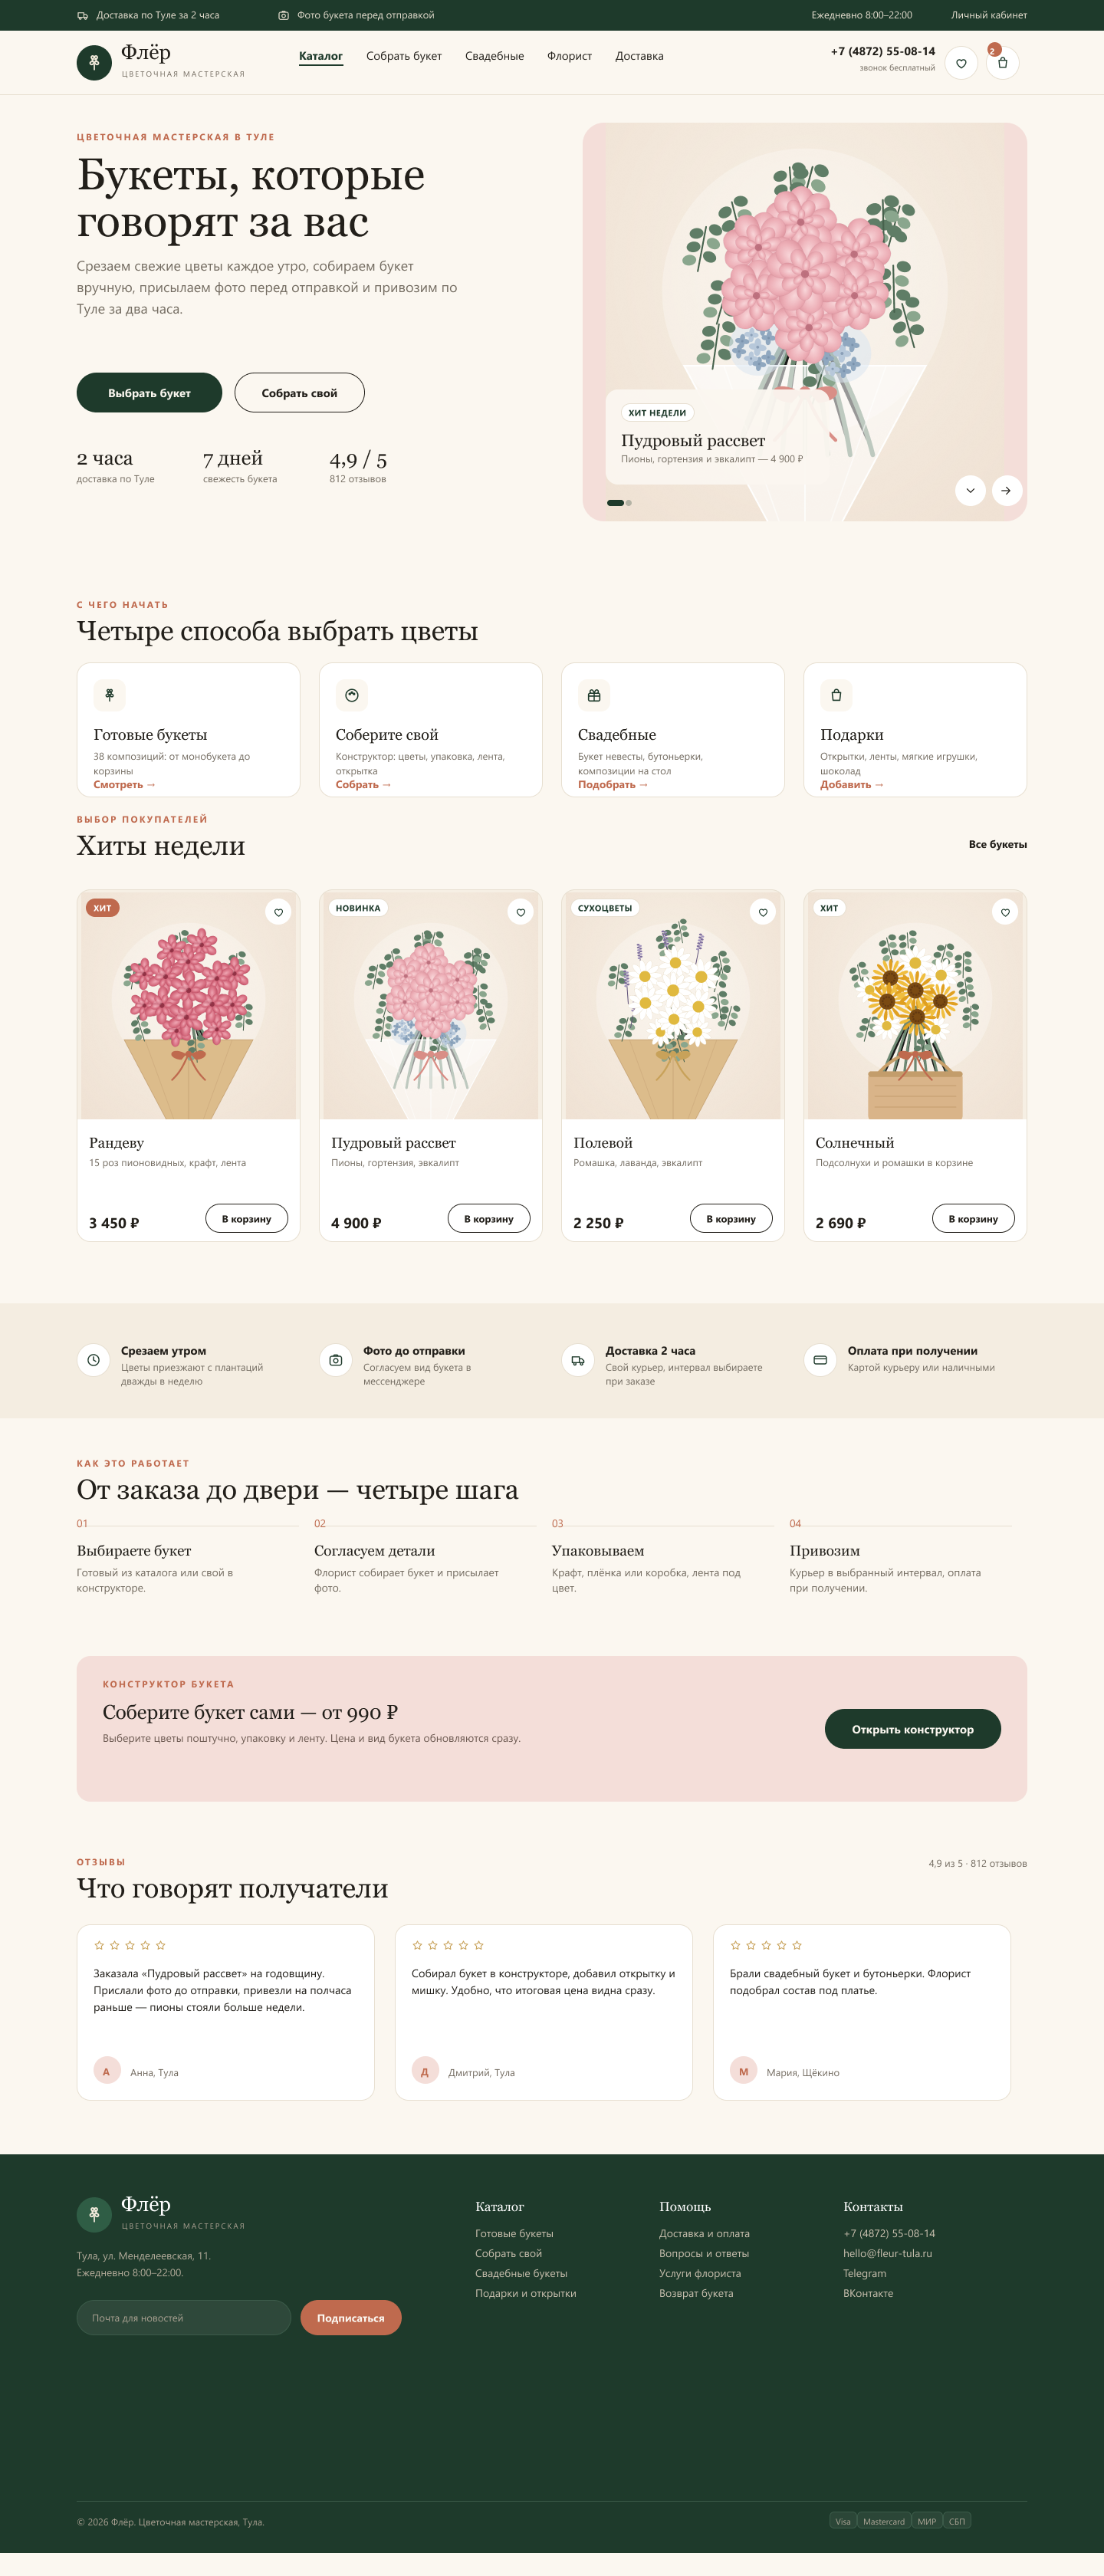 Доставка по Туле за 2 часа
Фото букета перед отправкой
Ежедневно 8:00–22:00
Личный кабинет
Флёр
ЦВЕТОЧНАЯ МАСТЕРСКАЯ
Каталог
Собрать букет
Свадебные
Флорист
Доставка
+7 (4872) 55-08-14
звонок бесплатный
2
ЦВЕТОЧНАЯ МАСТЕРСКАЯ В ТУЛЕ
Букеты, которые
говорят за вас
Срезаем свежие цветы каждое утро, собираем букет
вручную, присылаем фото перед отправкой и привозим по
Туле за два часа.
Выбрать букет
Собрать свой
2 часа
доставка по Туле
7 дней
свежесть букета
4,9 / 5
812 отзывов
ХИТ НЕДЕЛИ
Пудровый рассвет
Пионы, гортензия и эвкалипт — 4 900 ₽
С ЧЕГО НАЧАТЬ
Четыре способа выбрать цветы
Готовые букеты
38 композиций: от монобукета до
корзины
Смотреть →
Соберите свой
Конструктор: цветы, упаковка, лента,
открытка
Собрать →
Свадебные
Букет невесты, бутоньерки,
композиции на стол
Подобрать →
Подарки
Открытки, ленты, мягкие игрушки,
шоколад
Добавить →
ВЫБОР ПОКУПАТЕЛЕЙ
Хиты недели
Все букеты
ХИТ
НОВИНКА
СУХОЦВЕТЫ
ХИТ
Рандеву
15 роз пионовидных, крафт, лента
3 450 ₽
В корзину
Пудровый рассвет
Пионы, гортензия, эвкалипт
4 900 ₽
В корзину
Полевой
Ромашка, лаванда, эвкалипт
2 250 ₽
В корзину
Солнечный
Подсолнухи и ромашки в корзине
2 690 ₽
В корзину
Срезаем утром
Цветы приезжают с плантаций
дважды в неделю
Фото до отправки
Согласуем вид букета в
мессенджере
Доставка 2 часа
Свой курьер, интервал выбираете
при заказе
Оплата при получении
Картой курьеру или наличными
КАК ЭТО РАБОТАЕТ
От заказа до двери — четыре шага
01
Выбираете букет
Готовый из каталога или свой в
конструкторе.
02
Согласуем детали
Флорист собирает букет и присылает
фото.
03
Упаковываем
Крафт, плёнка или коробка, лента под
цвет.
04
Привозим
Курьер в выбранный интервал, оплата
при получении.
КОНСТРУКТОР БУКЕТА
Соберите букет сами — от 990 ₽
Выберите цветы поштучно, упаковку и ленту. Цена и вид букета обновляются сразу.
Открыть конструктор
ОТЗЫВЫ
Что говорят получатели
4,9 из 5 · 812 отзывов
Заказала «Пудровый рассвет» на годовщину.
Прислали фото до отправки, привезли на полчаса
раньше — пионы стояли больше недели.
А
Анна, Тула
Собирал букет в конструкторе, добавил открытку и
мишку. Удобно, что итоговая цена видна сразу.
Д
Дмитрий, Тула
Брали свадебный букет и бутоньерки. Флорист
подобрал состав под платье.
М
Мария, Щёкино
Флёр
ЦВЕТОЧНАЯ МАСТЕРСКАЯ
Тула, ул. Менделеевская, 11.
Ежедневно 8:00–22:00.
Почта для новостей
Подписаться
Каталог
Готовые букеты
Собрать свой
Свадебные букеты
Подарки и открытки
Помощь
Доставка и оплата
Вопросы и ответы
Услуги флориста
Возврат букета
Контакты
+7 (4872) 55-08-14
hello@fleur-tula.ru
Telegram
ВКонтакте
© 2026 Флёр. Цветочная мастерская, Тула.
Visa
Mastercard
МИР
СБП